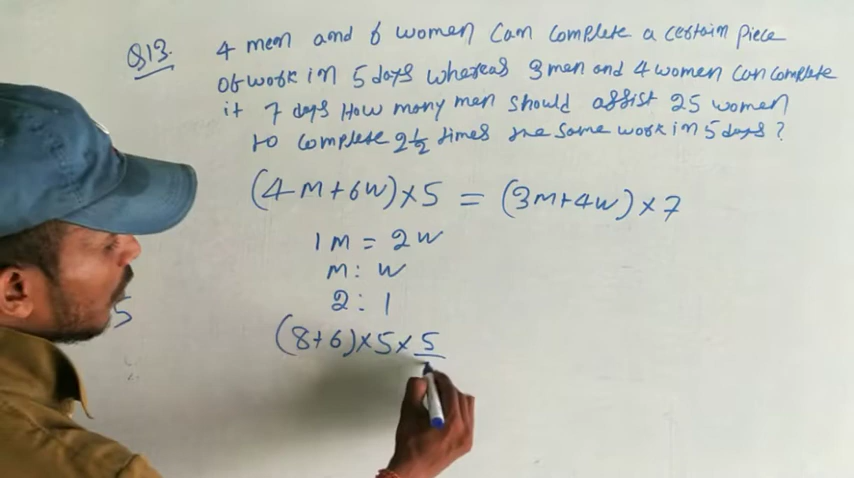 Q13. 4 men and 6 women can complete a certain piece
of work in 5 days whereas 3 men and 4 women can complete
it 7 days How many men should assist 25 women
to complete 2½ times the same work in 5 days?
(4M+6W)×5 = (3M+4W)×7
1M = 2W
M : W
2 : 1
5
(8+6)×5×5